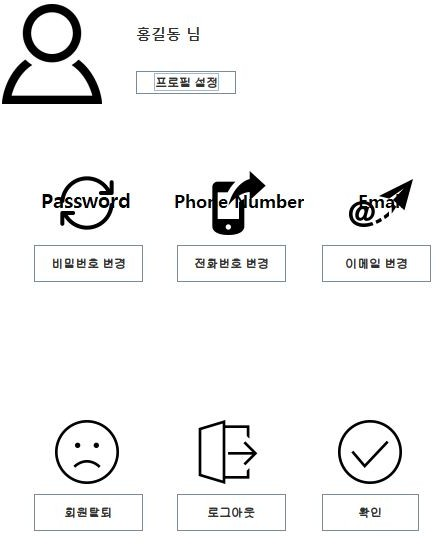 홍길동 님
프로필 설정
Password Phone Number Email
비밀번호 변경 전화번호 변경 이메일 변경
회원탈퇴 로그아웃 확인